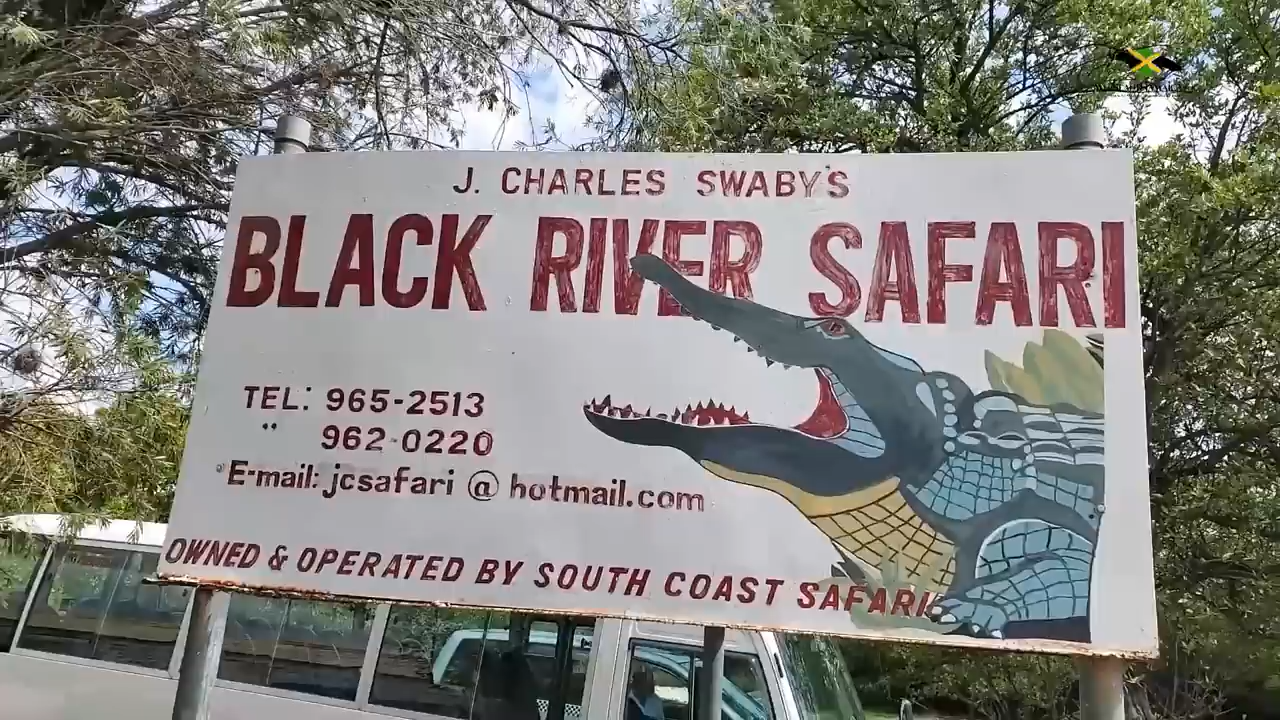 J. CHARLES SWABY'S
BLACK RIVER SAFARI
TEL: 965-2513
" 962-0220
E-mail: jcsafari @ hotmail.com
OWNED & OPERATED BY SOUTH COAST SAFARIS